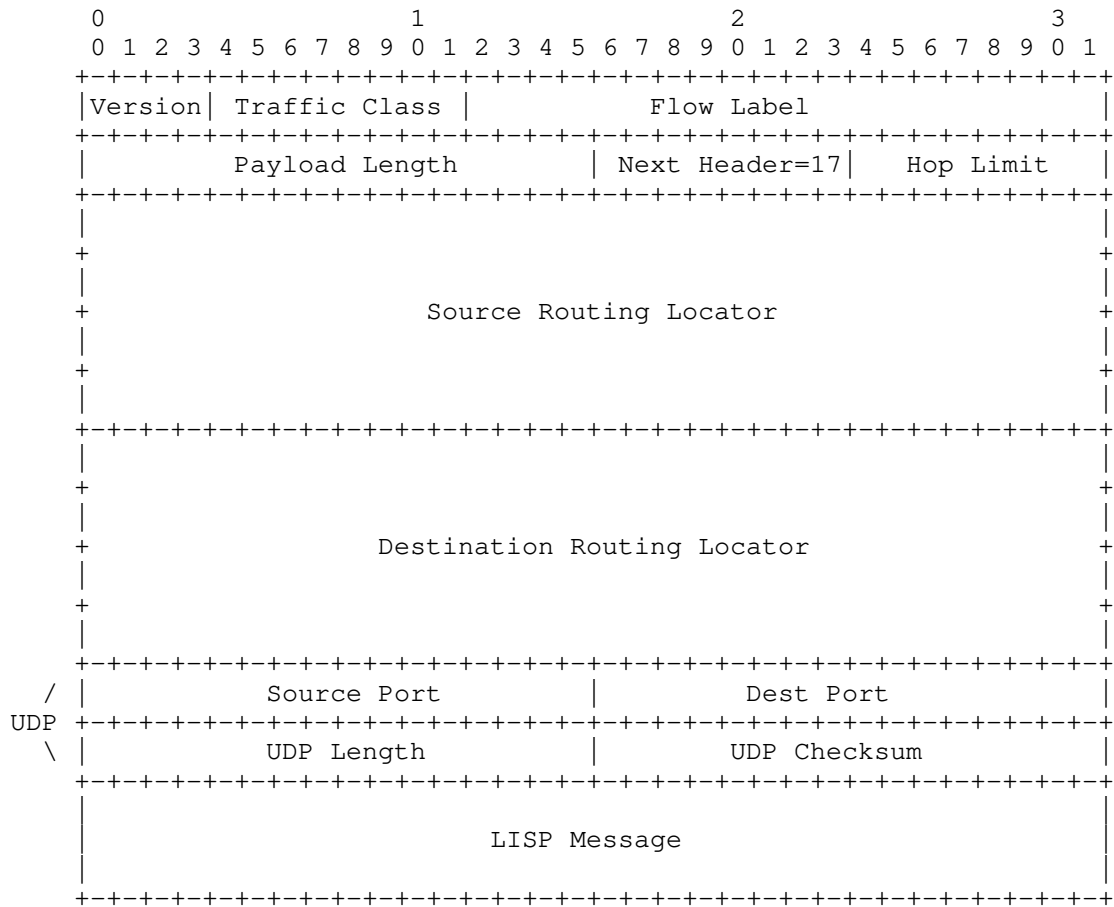 0                   1                   2                   3
 0 1 2 3 4 5 6 7 8 9 0 1 2 3 4 5 6 7 8 9 0 1 2 3 4 5 6 7 8 9 0 1
+-+-+-+-+-+-+-+-+-+-+-+-+-+-+-+-+-+-+-+-+-+-+-+-+-+-+-+-+-+-+-+-+
|Version| Traffic Class |           Flow Label                  |
+-+-+-+-+-+-+-+-+-+-+-+-+-+-+-+-+-+-+-+-+-+-+-+-+-+-+-+-+-+-+-+-+
|         Payload Length        | Next Header=17|   Hop Limit   |
+-+-+-+-+-+-+-+-+-+-+-+-+-+-+-+-+-+-+-+-+-+-+-+-+-+-+-+-+-+-+-+-+
|                                                               |
+                                                               +
|                                                               |
+                     Source Routing Locator                    +
|                                                               |
+                                                               +
|                                                               |
+-+-+-+-+-+-+-+-+-+-+-+-+-+-+-+-+-+-+-+-+-+-+-+-+-+-+-+-+-+-+-+-+
|                                                               |
+                                                               +
|                                                               |
+                  Destination Routing Locator                  +
|                                                               |
+                                                               +
|                                                               |
+-+-+-+-+-+-+-+-+-+-+-+-+-+-+-+-+-+-+-+-+-+-+-+-+-+-+-+-+-+-+-+-+
/ |           Source Port         |         Dest Port             |
UDP +-+-+-+-+-+-+-+-+-+-+-+-+-+-+-+-+-+-+-+-+-+-+-+-+-+-+-+-+-+-+-+-+
\ |           UDP Length          |        UDP Checksum           |
+-+-+-+-+-+-+-+-+-+-+-+-+-+-+-+-+-+-+-+-+-+-+-+-+-+-+-+-+-+-+-+-+
|                                                               |
|                         LISP Message                          |
|                                                               |
+-+-+-+-+-+-+-+-+-+-+-+-+-+-+-+-+-+-+-+-+-+-+-+-+-+-+-+-+-+-+-+-+